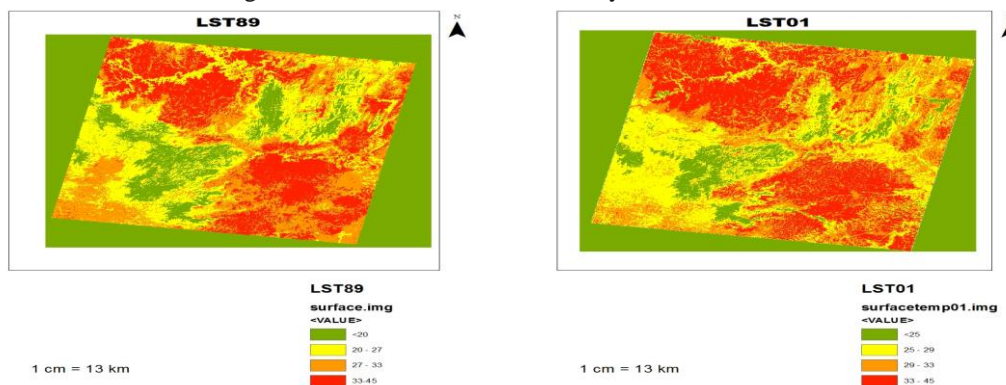 LST89
N
LST01
LST89
surface.img
<VALUE>
<20
20 - 27
27 - 33
33-45
1 cm = 13 km
LST01
surfacetemp01.img
<VALUE>
<25
25 - 29
29 - 33
33 - 45
1 cm = 13 km